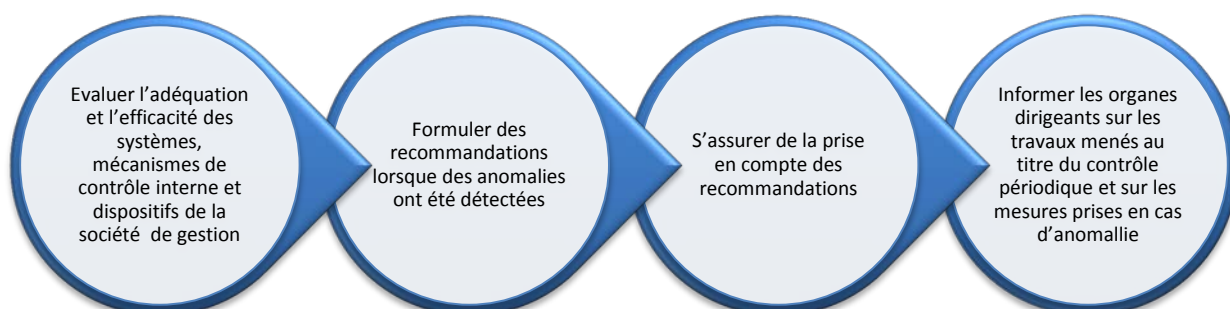 Evaluer l’adéquation
et l’efficacité des
systèmes,
mécanismes de
contrôle interne et
dispositifs de la
société de gestion
Formuler des
recommandations
lorsque des anomalies
ont été détectées
S’assurer de la prise
en compte des
recommandations
Informer les organes
dirigeants sur les
travaux menés au
titre du contrôle
périodique et sur les
mesures prises en cas
d’anomallie